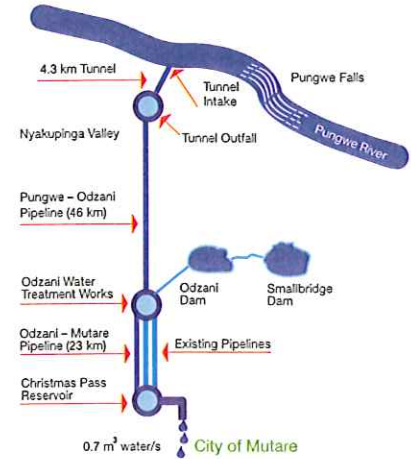 4.3 km Tunnel
Tunnel
Intake
Pungwe Falls
Nyakupinga Valley
Tunnel Outfall
Pungwe River
Pungwe – Odzani
Pipeline (46 km)
Odzani Water
Treatment Works
Odzani
Dam
Smallbridge
Dam
Odzani – Mutare
Pipeline (23 km)
Existing Pipelines
Christmas Pass
Reservoir
0.7 m³ water/s
City of Mutare